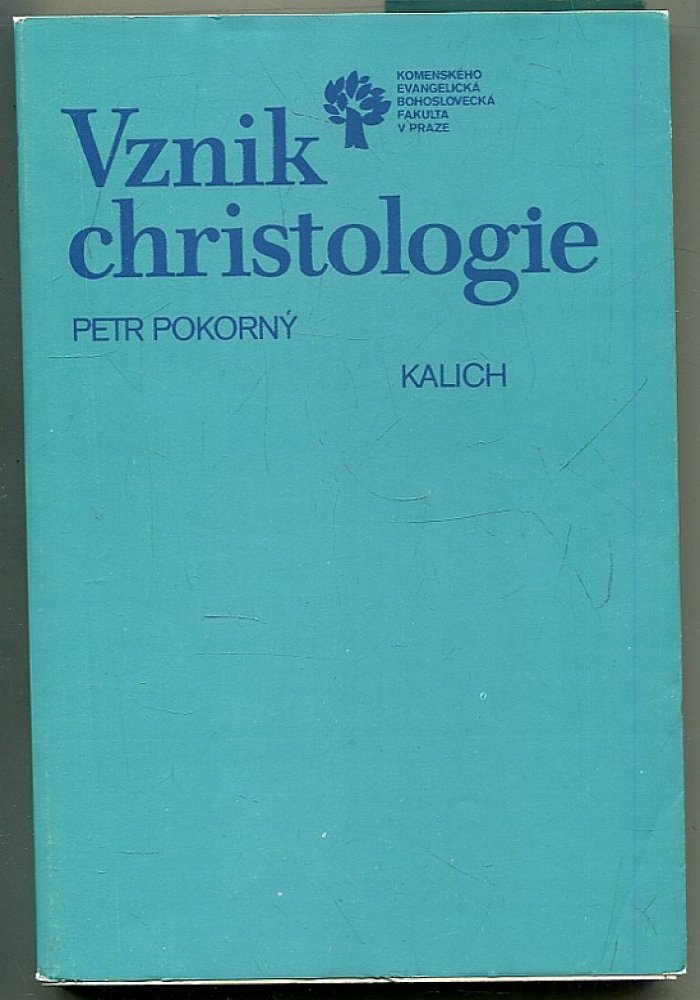 Vznik
KOMENSKÉHO
EVANGELICKÁ
BOHOSLOVECKÁ
FAKULTA
V PRAZE
christologie
PETR POKORNÝ
KALICH